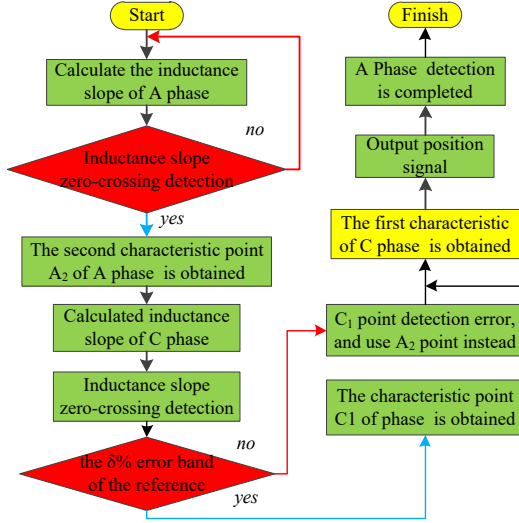 Start
Calculate the inductance
slope of A phase
no
Inductance slope
zero-crossing detection
yes
The second characteristic point
A₂ of A phase is obtained
Calculated inductance
slope of C phase
Inductance slope
zero-crossing detection
no
the δ% error band
of the reference
yes
Finish
A Phase detection
is completed
Output position
signal
The first characteristic
of C phase is obtained
C₁ point detection error,
and use A₂ point instead
The characteristic point
C1 of phase is obtained